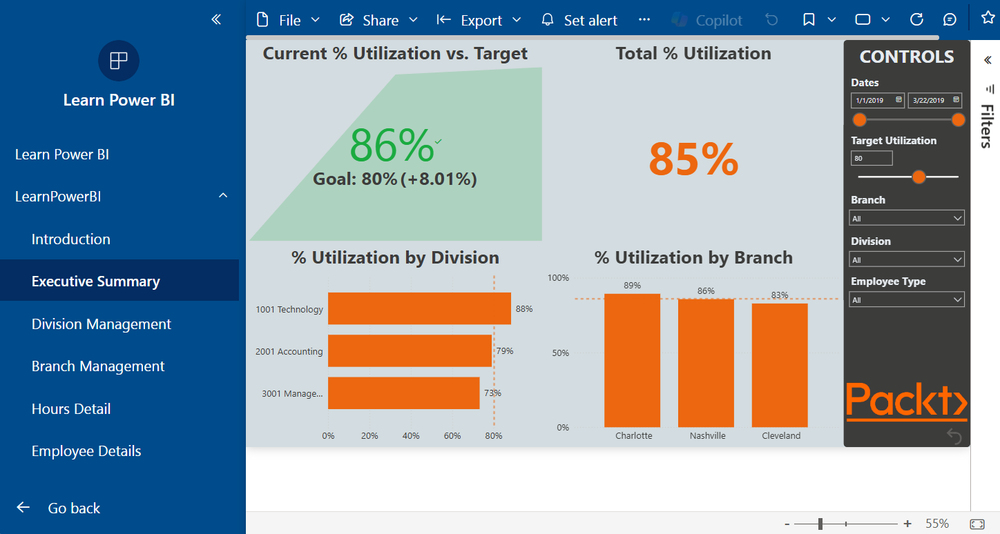 File
Share
Export
Set alert
Copilot
Learn Power BI
Learn Power BI
LearnPowerBI
Introduction
Executive Summary
Division Management
Branch Management
Hours Detail
Employee Details
Go back
Current % Utilization vs. Target
86%
Goal: 80% (+8.01%)
Total % Utilization
85%
% Utilization by Division
1001 Technology 88%
2001 Accounting 79%
3001 Manage... 73%
0% 20% 40% 60% 80%
% Utilization by Branch
100%
50%
0%
89% 86% 83%
Charlotte Nashville Cleveland
CONTROLS
Dates
1/1/2019 3/22/2019
Target Utilization
80
Branch
All
Division
All
Employee Type
All
Packt>
Filters
- + 55%